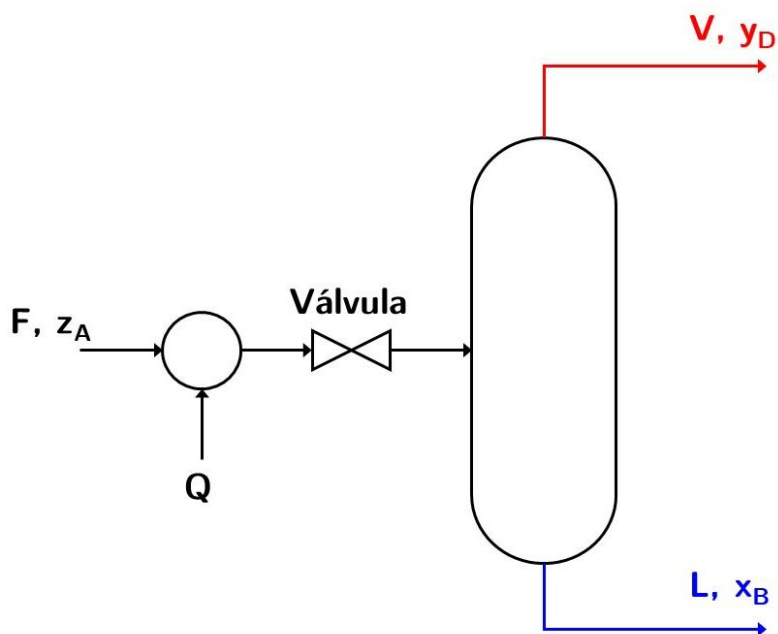 V, y_D
Válvula
F, z_A
Q
L, x_B